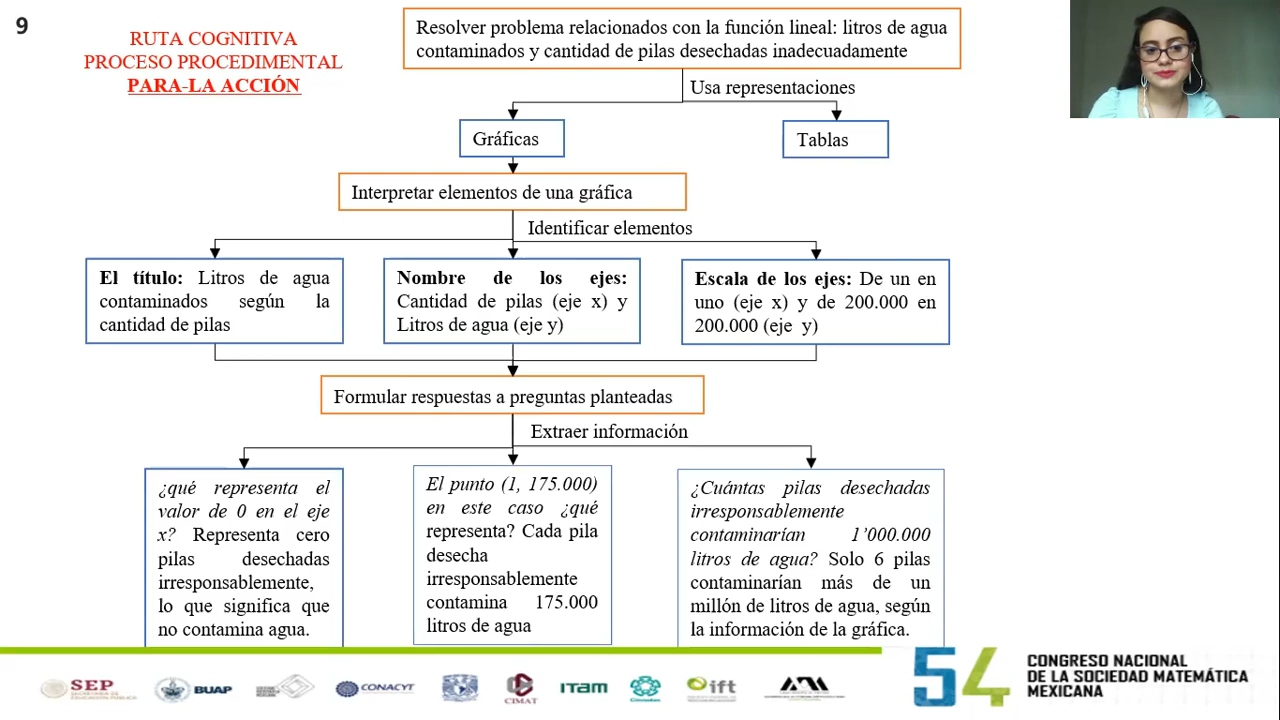 9
RUTA COGNITIVA
PROCESO PROCEDIMENTAL
PARA-LA ACCIÓN
Resolver problema relacionados con la función lineal: litros de agua
contaminados y cantidad de pilas desechadas inadecuadamente
Usa representaciones
Gráficas
Tablas
Interpretar elementos de una gráfica
Identificar elementos
El título: Litros de agua
contaminados según la
cantidad de pilas
Nombre de los ejes:
Cantidad de pilas (eje x) y
Litros de agua (eje y)
Escala de los ejes: De un en
uno (eje x) y de 200.000 en
200.000 (eje y)
Formular respuestas a preguntas planteadas
Extraer información
¿qué representa el
valor de 0 en el eje
x? Representa cero
pilas desechadas
irresponsablemente,
lo que significa que
no contamina agua.
El punto (1, 175.000)
en este caso ¿qué
representa? Cada pila
desecha
irresponsablemente
contamina 175.000
litros de agua
¿Cuántas pilas desechadas
irresponsablemente
contaminarían 1’000.000
litros de agua? Solo 6 pilas
contaminarían más de un
millón de litros de agua, según
la información de la gráfica.
SEP
BUAP
CONACYT
CIMAT
ITAM
ift
54
CONGRESO NACIONAL
DE LA SOCIEDAD MATEMÁTICA
MEXICANA